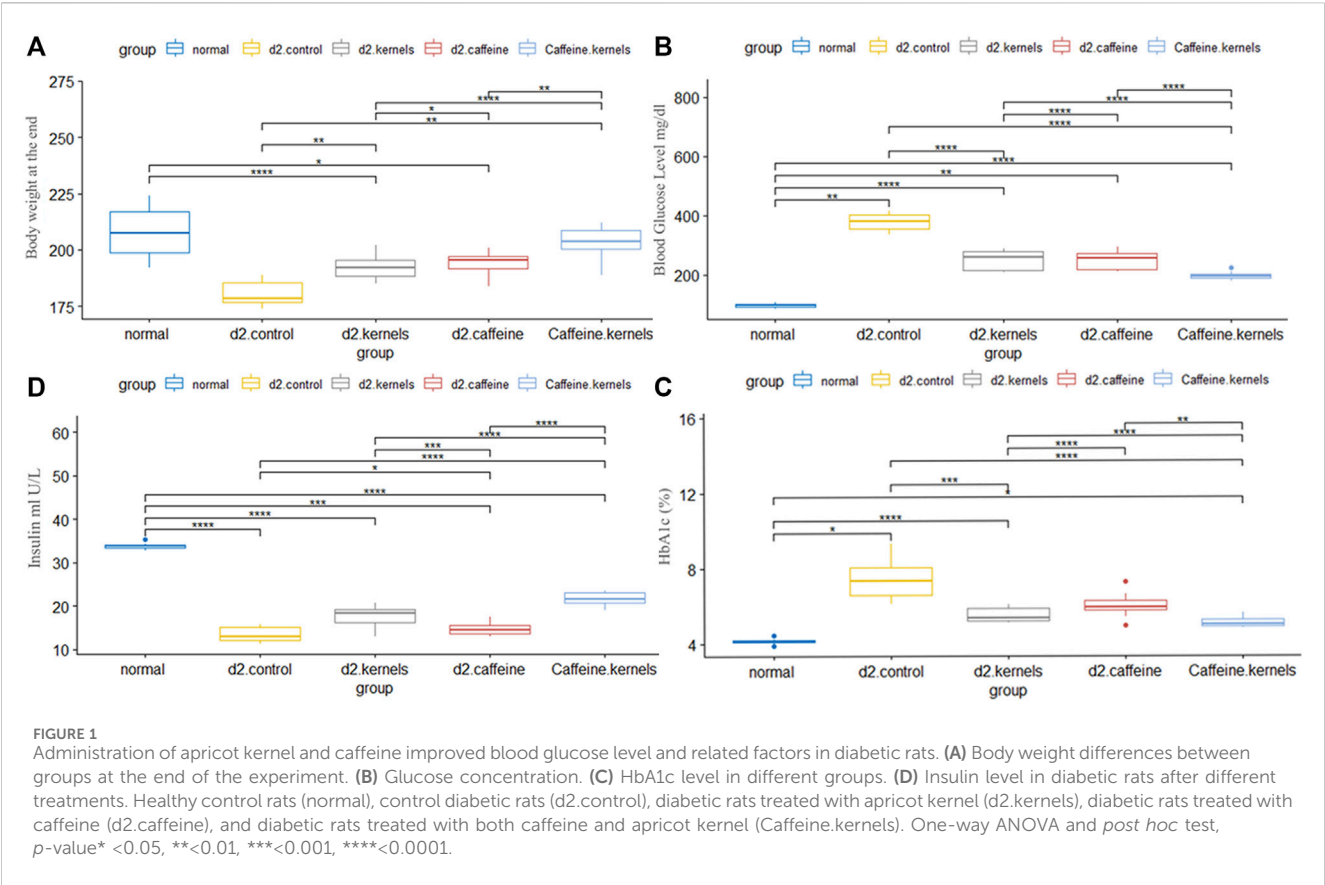 A
group normal d2.control d2.kernels d2.caffeine Caffeine.kernels
275
250
225
200
175
Body weight at the end
**
****
*
**
**
*
****
normal d2.control d2.kernels d2.caffeine Caffeine.kernels
group
B
group normal d2.control d2.kernels d2.caffeine Caffeine.kernels
800
600
400
200
Blood Glucose Level mg/dl
****
****
****
****
****
****
**
****
**
normal d2.control d2.kernels d2.caffeine Caffeine.kernels
group
D
group normal d2.control d2.kernels d2.caffeine Caffeine.kernels
60
50
40
30
20
10
Insulin ml U/L
****
****
***
****
*
****
***
****
****
normal d2.control d2.kernels d2.caffeine Caffeine.kernels
group
C
group normal d2.control d2.kernels d2.caffeine Caffeine.kernels
16
12
8
4
HbA1c (%)
**
****
****
****
***
*
****
*
normal d2.control d2.kernels d2.caffeine Caffeine.kernels
group
FIGURE 1
Administration of apricot kernel and caffeine improved blood glucose level and related factors in diabetic rats. (A) Body weight differences between
groups at the end of the experiment. (B) Glucose concentration. (C) HbA1c level in different groups. (D) Insulin level in diabetic rats after different
treatments. Healthy control rats (normal), control diabetic rats (d2.control), diabetic rats treated with apricot kernel (d2.kernels), diabetic rats treated with
caffeine (d2.caffeine), and diabetic rats treated with both caffeine and apricot kernel (Caffeine.kernels). One-way ANOVA and post hoc test,
p-value* <0.05, **<0.01, ***<0.001, ****<0.0001.